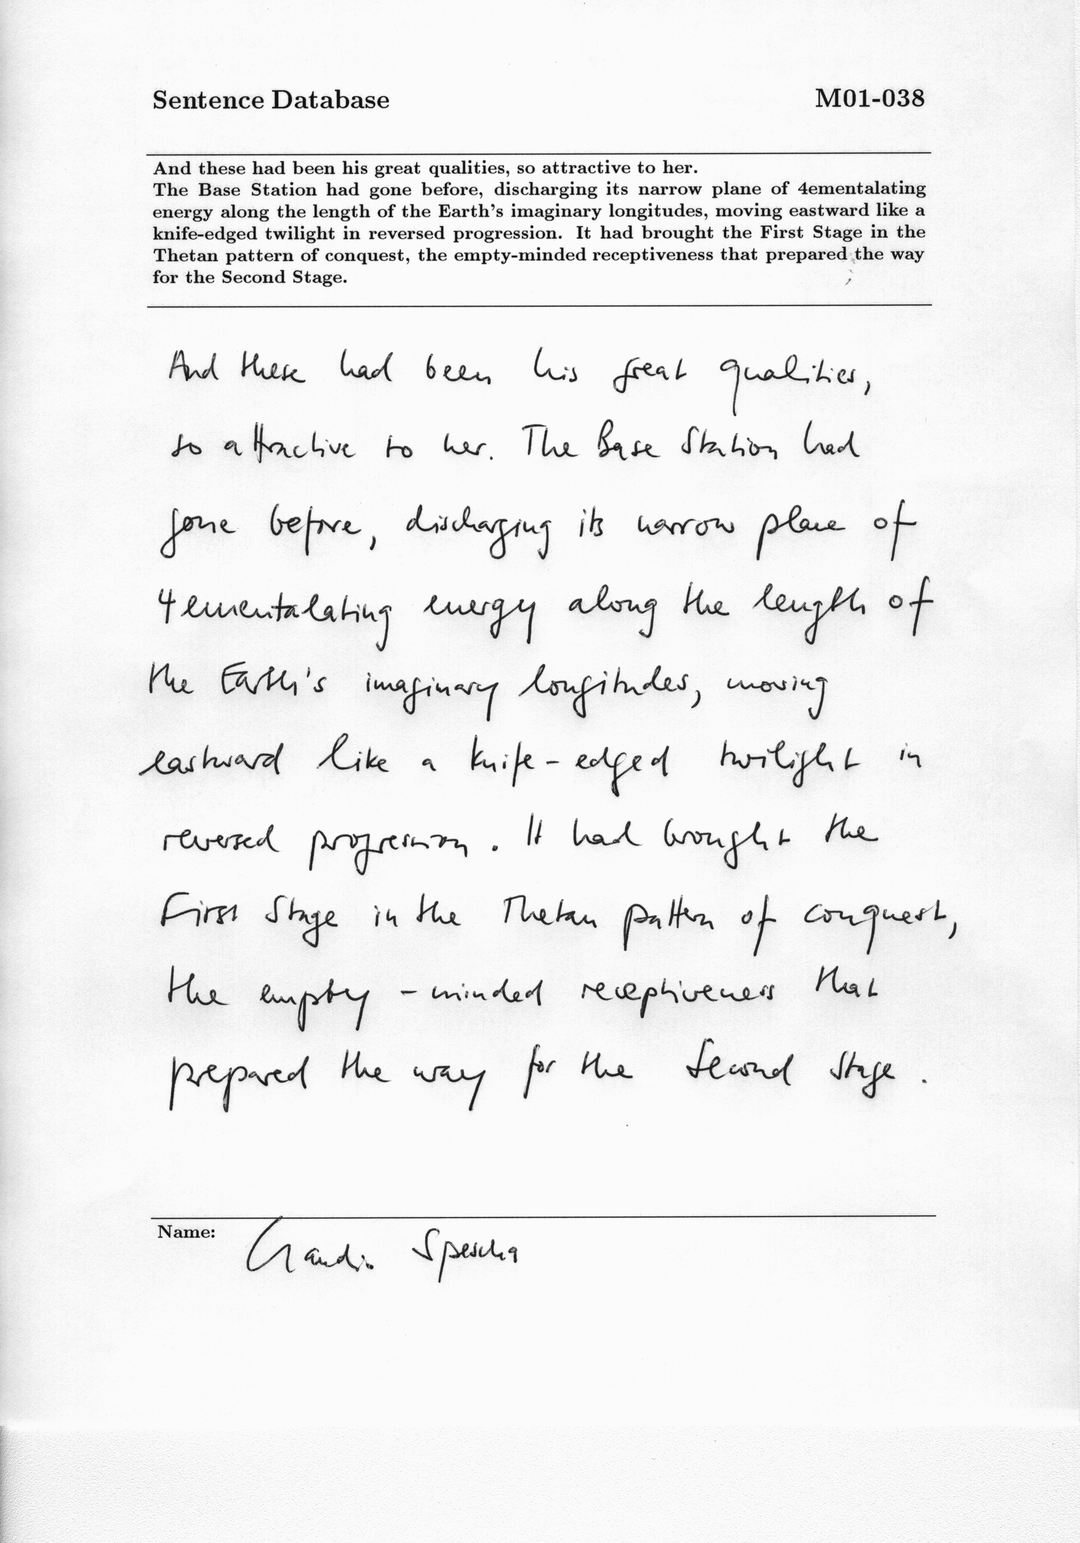 Sentence Database M01-038
And these had been his great qualities, so attractive to her.
The Base Station had gone before, discharging its narrow plane of 4ementalating
energy along the length of the Earth's imaginary longitudes, moving eastward like a
knife-edged twilight in reversed progression. It had brought the First Stage in the
Thetan pattern of conquest, the empty-minded receptiveness that prepared the way
for the Second Stage.
And these had been his great qualities,
so attractive to her. The Base Station had
gone before, discharging its narrow plane of
4ementalating energy along the length of
the Earth's imaginary longitudes, moving
eastward like a knife-edged twilight in
reversed progression. It had brought the
First Stage in the Thetan pattern of conquest,
the empty-minded receptiveness that
prepared the way for the Second Stage.
Name: Claudio Spescha